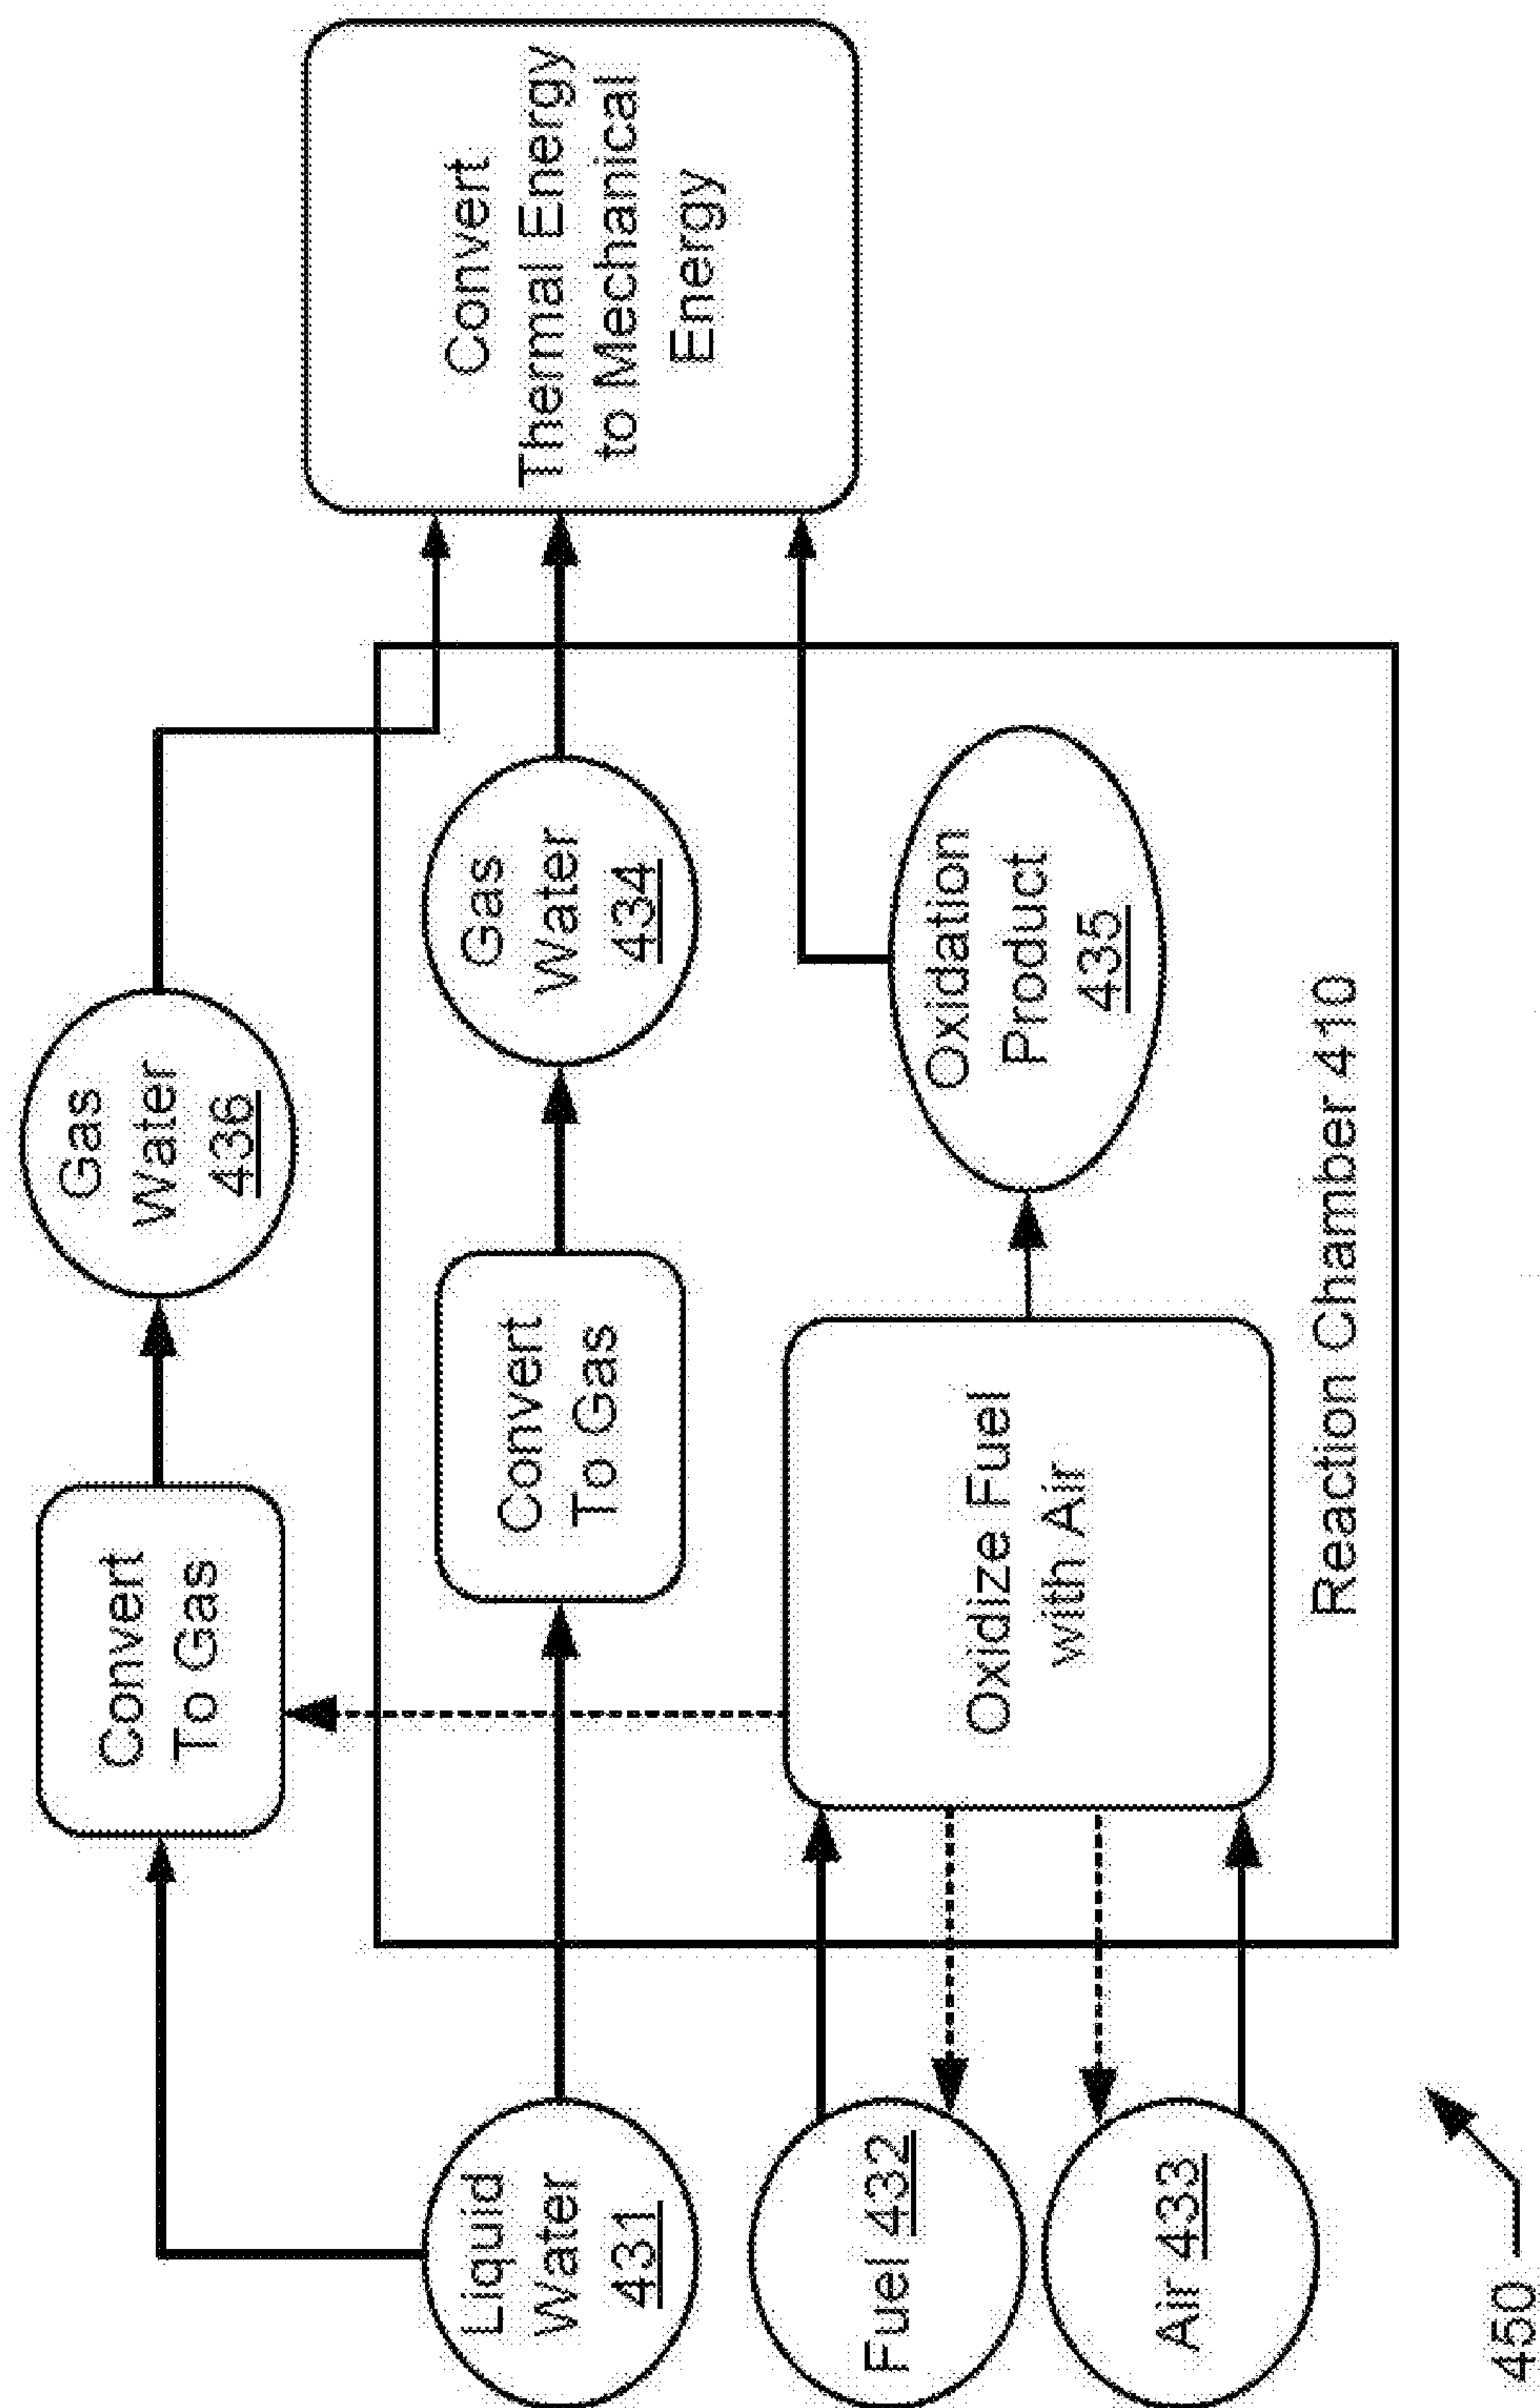 Convert
To Gas
Gas
Water
436
Liquid
Water
431
Convert
To Gas
Gas
Water
434
Convert
Thermal Energy
to Mechanical
Energy
Fuel 432
Air 433
Oxidize Fuel
with Air
Oxidation
Product
435
Reaction Chamber 410
450